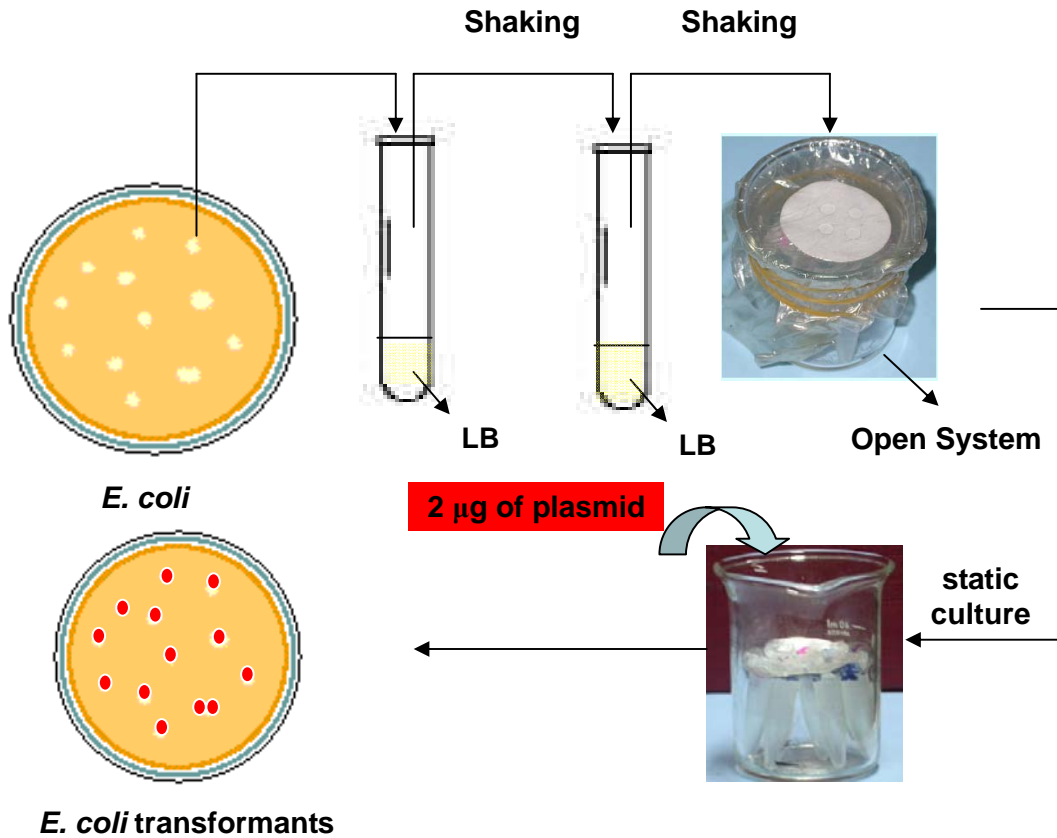 Shaking Shaking
LB
LB
Open System
E. coli
2 µg of plasmid
static
culture
E. coli transformants